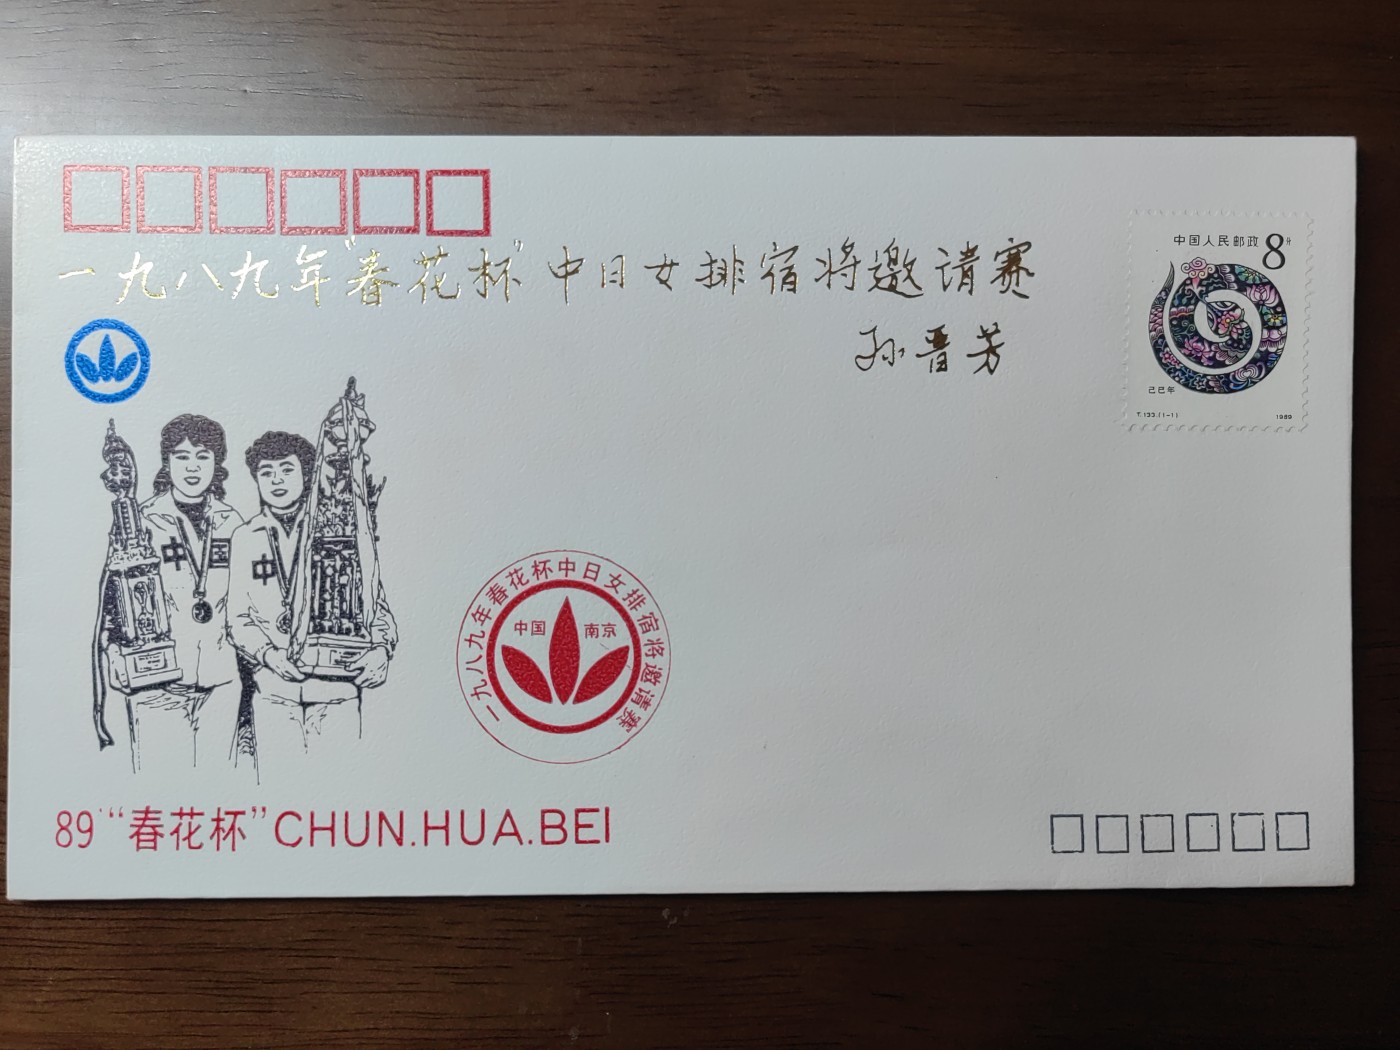 一九八九年"春花杯"中日女排宿将邀请赛
孙晋芳
中国人民邮政 8分
己巳年
T.133.(1-1) 1989
中 国
中
一九八九年春花杯中日女排宿将邀请赛
中国 南京
89'"春花杯"CHUN.HUA.BEI